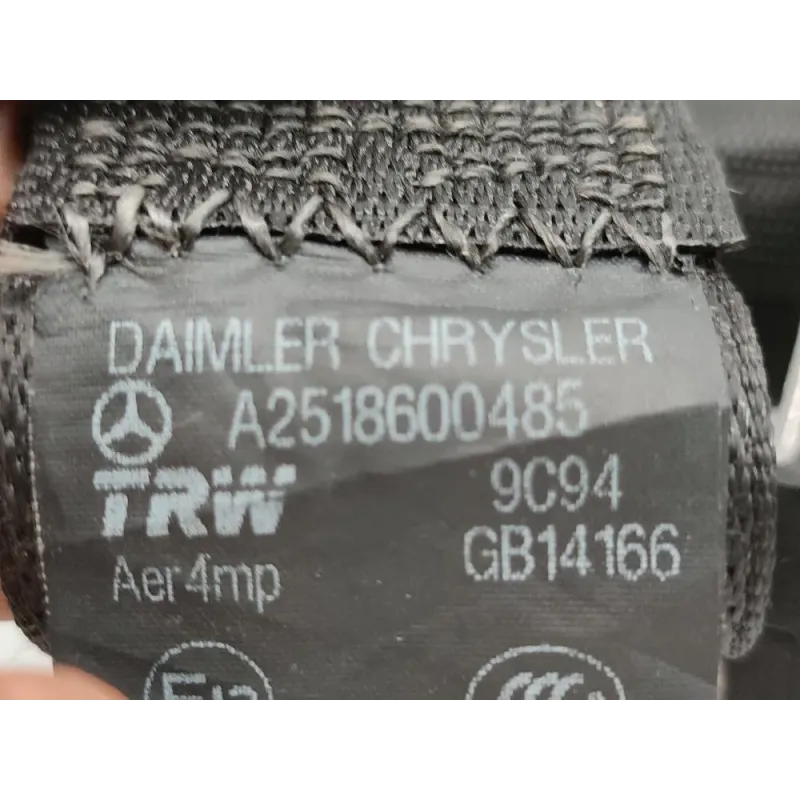 DAIMLER CHRYSLER
A2518600485
TRW 9C94
Aer4mp GB14166